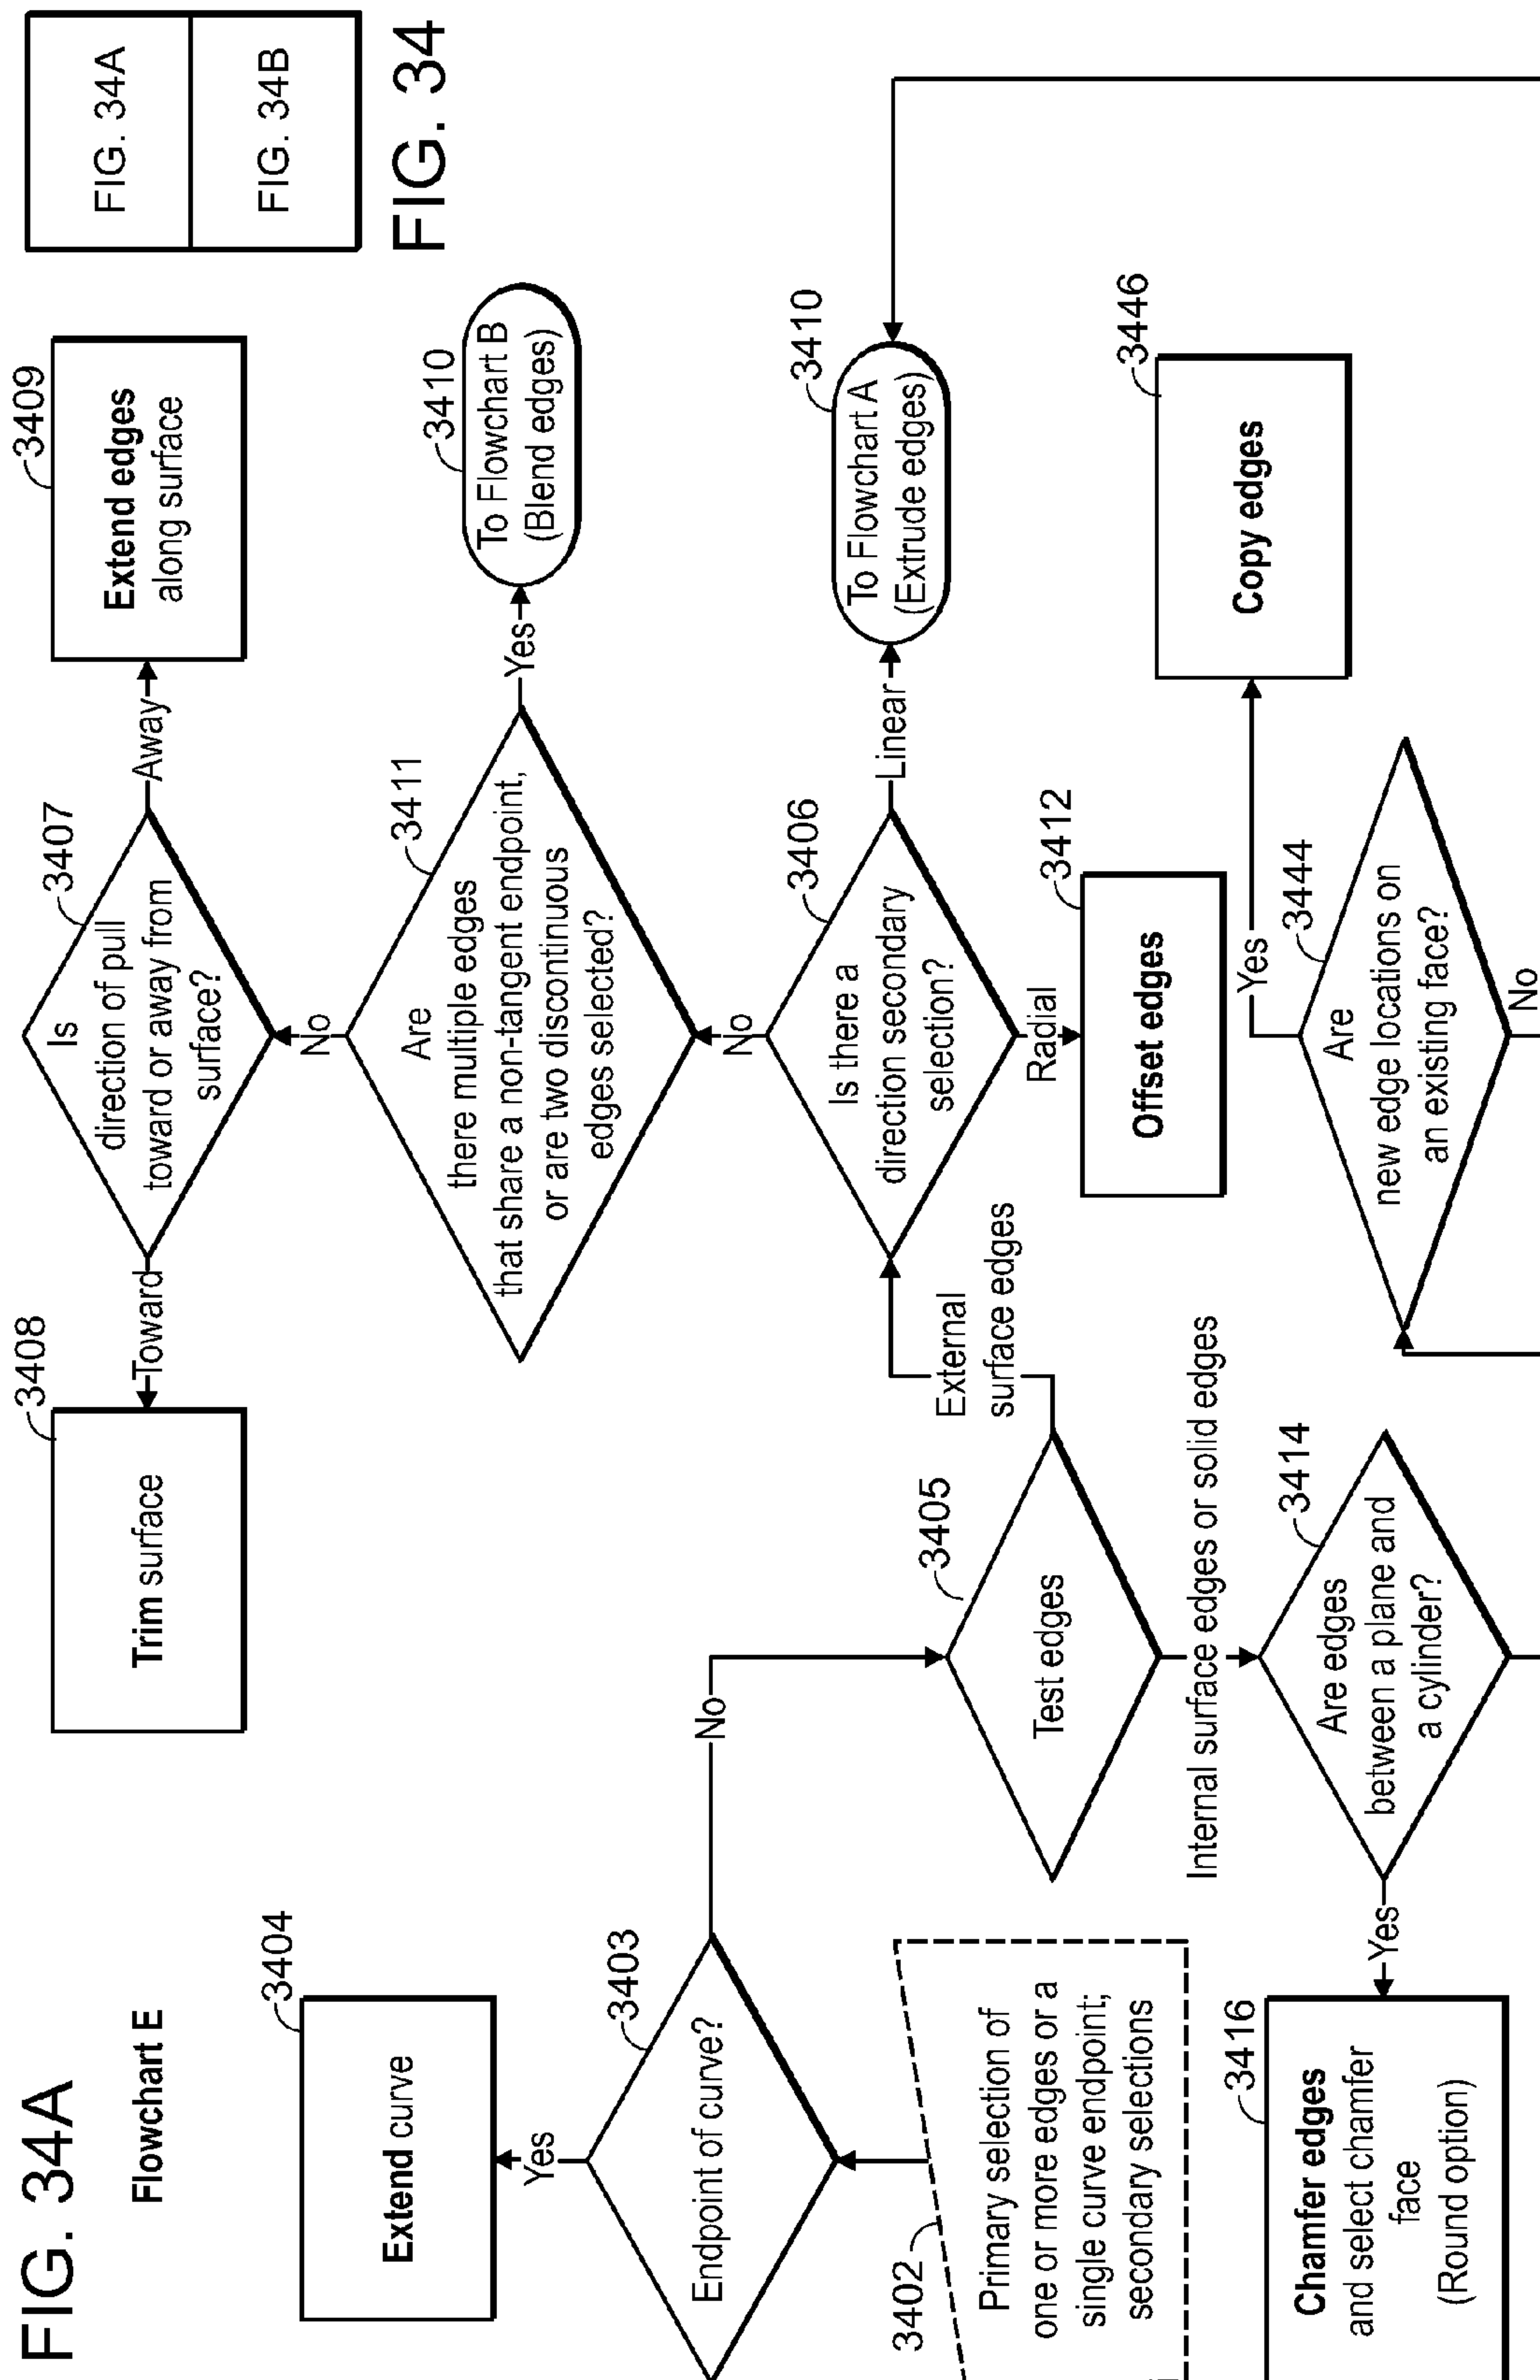 FIG. 34A
Flowchart E
3404
Extend curve
Yes
3403
Endpoint of curve?
No
3402
Primary selection of
one or more edges or a
single curve endpoint;
secondary selections
3408
Trim surface
Toward
3407
Is
direction of pull
toward or away from
surface?
Away
3409
Extend edges
along surface
No
3411
Are
there multiple edges
that share a non-tangent endpoint,
or are two discontinuous
edges selected?
Yes
3410
To Flowchart B
(Blend edges)
No
3406
Is there a
direction secondary
selection?
Linear
3410
To Flowchart A
(Extrude edges)
Radial
3412
Offset edges
3405
Test edges
External
surface edges
Internal surface edges or solid edges
3414
Are edges
between a plane and
a cylinder?
Yes
3416
Chamfer edges
and select chamfer
face
(Round option)
3444
Are
new edge locations on
an existing face?
Yes
3446
Copy edges
No
FIG. 34A
FIG. 34B
FIG. 34